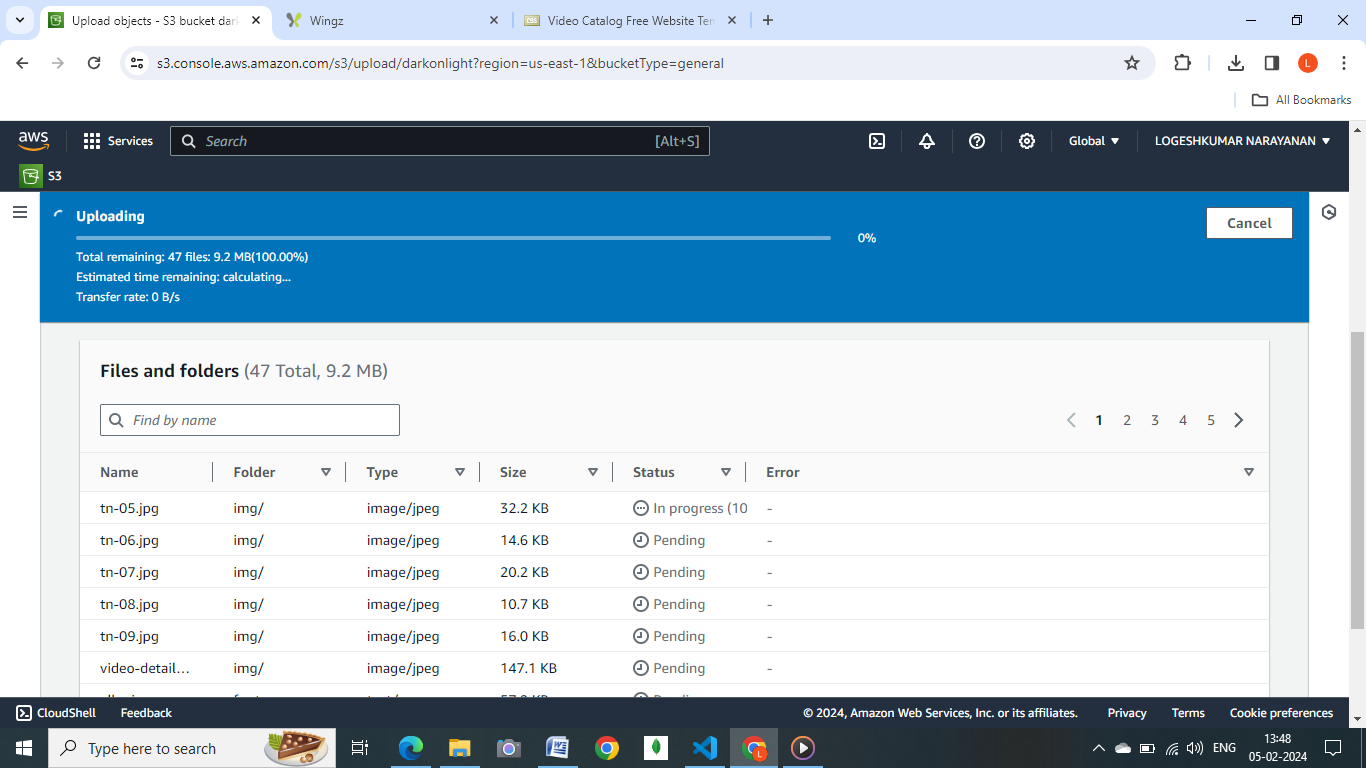 Upload objects - S3 bucket dark
Wingz
Video Catalog Free Website Tem
s3.console.aws.amazon.com/s3/upload/darkonlight?region=us-east-1&bucketType=general
L
All Bookmarks
aws
Services
Search
[Alt+S]
Global
LOGESHKUMAR NARAYANAN
S3
Uploading
Cancel
0%
Total remaining: 47 files: 9.2 MB(100.00%)
Estimated time remaining: calculating...
Transfer rate: 0 B/s
Files and folders (47 Total, 9.2 MB)
Find by name
1 2 3 4 5
Name Folder Type Size Status Error
tn-05.jpg img/ image/jpeg 32.2 KB In progress (10 -
tn-06.jpg img/ image/jpeg 14.6 KB Pending -
tn-07.jpg img/ image/jpeg 20.2 KB Pending -
tn-08.jpg img/ image/jpeg 10.7 KB Pending -
tn-09.jpg img/ image/jpeg 16.0 KB Pending -
video-detail... img/ image/jpeg 147.1 KB Pending -
CloudShell Feedback © 2024, Amazon Web Services, Inc. or its affiliates. Privacy Terms Cookie preferences
Type here to search
ENG
13:48
05-02-2024